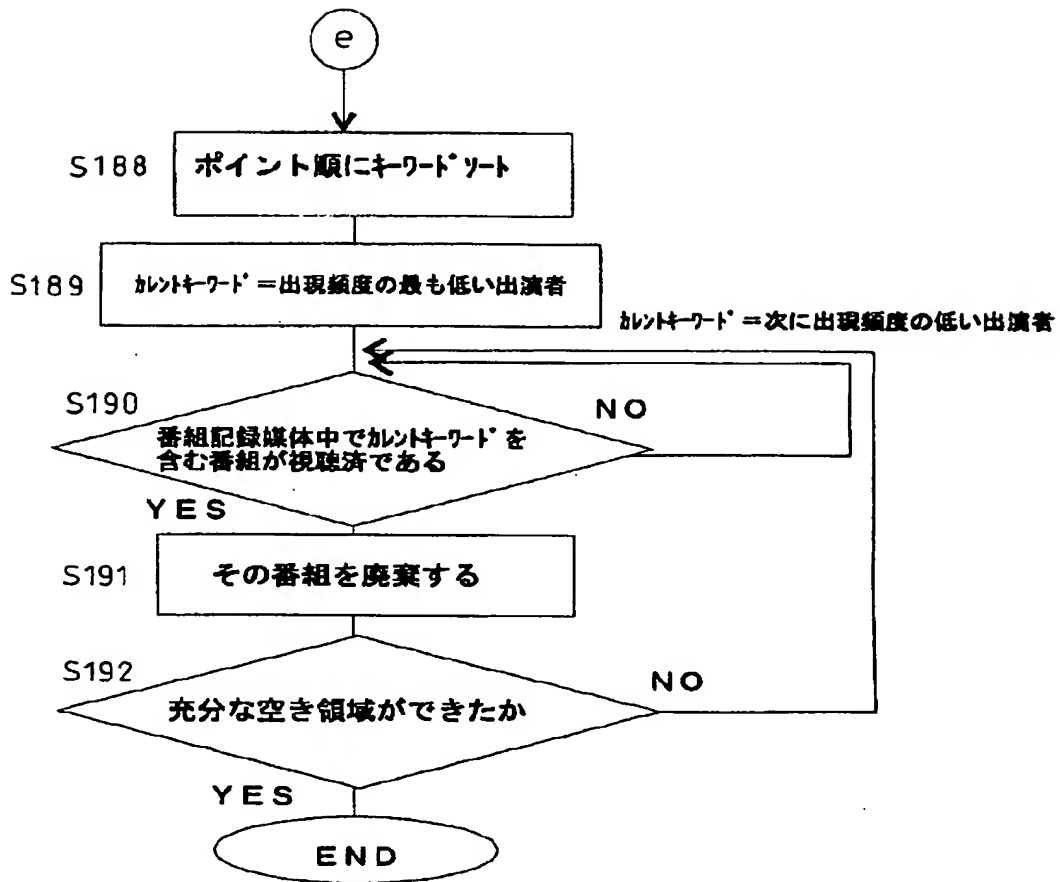 e
S188
ポイント順にｷｰﾜｰﾄﾞｿｰﾄ
S189
ｶﾚﾝﾄｷｰﾜｰﾄﾞ＝出現頻度の最も低い出演者
ｶﾚﾝﾄｷｰﾜｰﾄﾞ＝次に出現頻度の低い出演者
S190
NO
番組記録媒体中でｶﾚﾝﾄｷｰﾜｰﾄﾞを
含む番組が視聴済である
YES
S191
その番組を廃棄する
S192
NO
充分な空き領域ができたか
YES
END